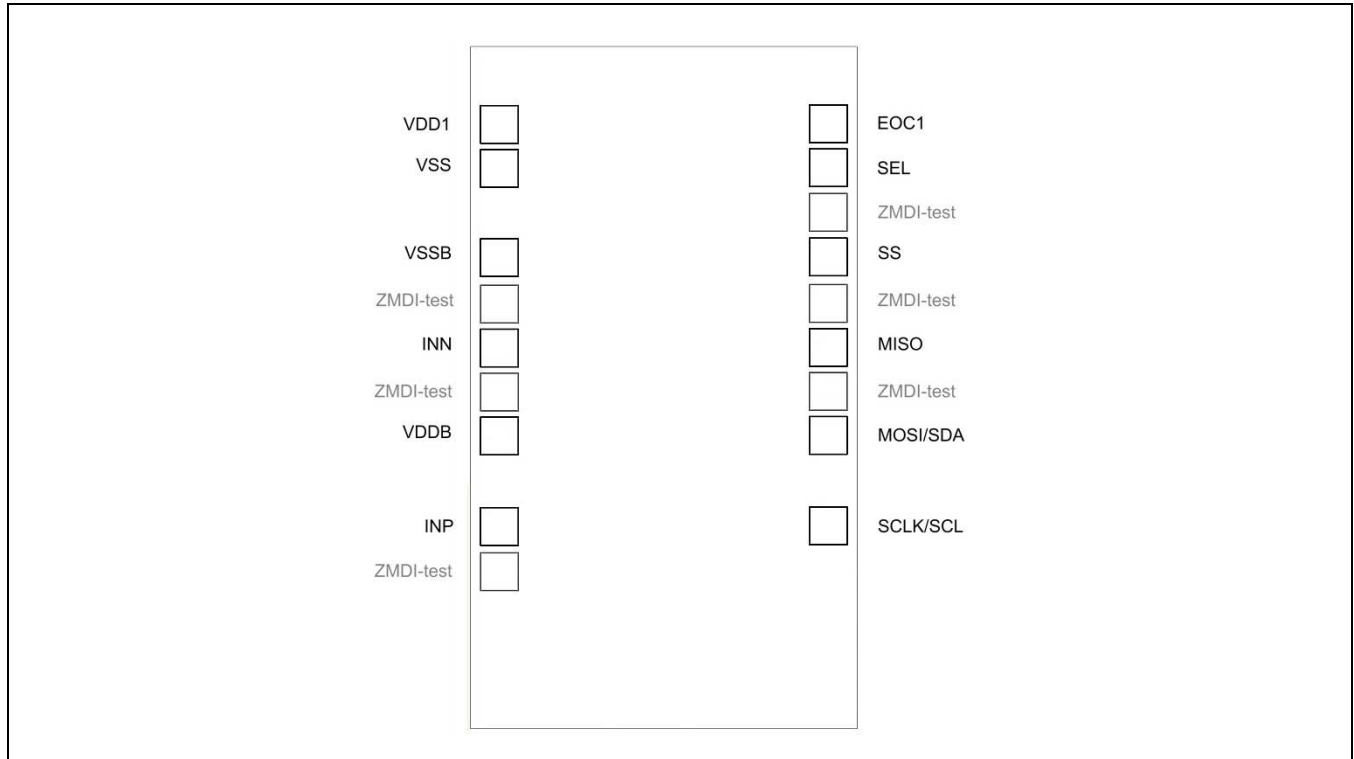 VDD1
VSS
VSSB
ZMDI-test
INN
ZMDI-test
VDDB
INP
ZMDI-test
EOC1
SEL
ZMDI-test
SS
ZMDI-test
MISO
ZMDI-test
MOSI/SDA
SCLK/SCL